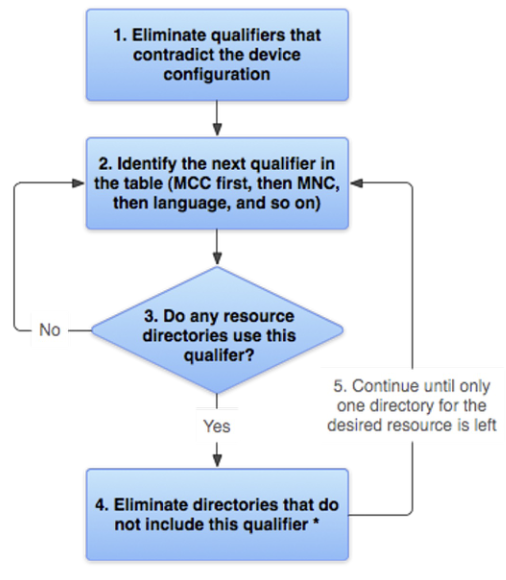 1. Eliminate qualifiers that
contradict the device
configuration
2. Identify the next qualifier in
the table (MCC first, then MNC,
then language, and so on)
3. Do any resource
directories use this
qualifer?
No
Yes
5. Continue until only
one directory for the
desired resource is left
4. Eliminate directories that do
not include this qualifier *